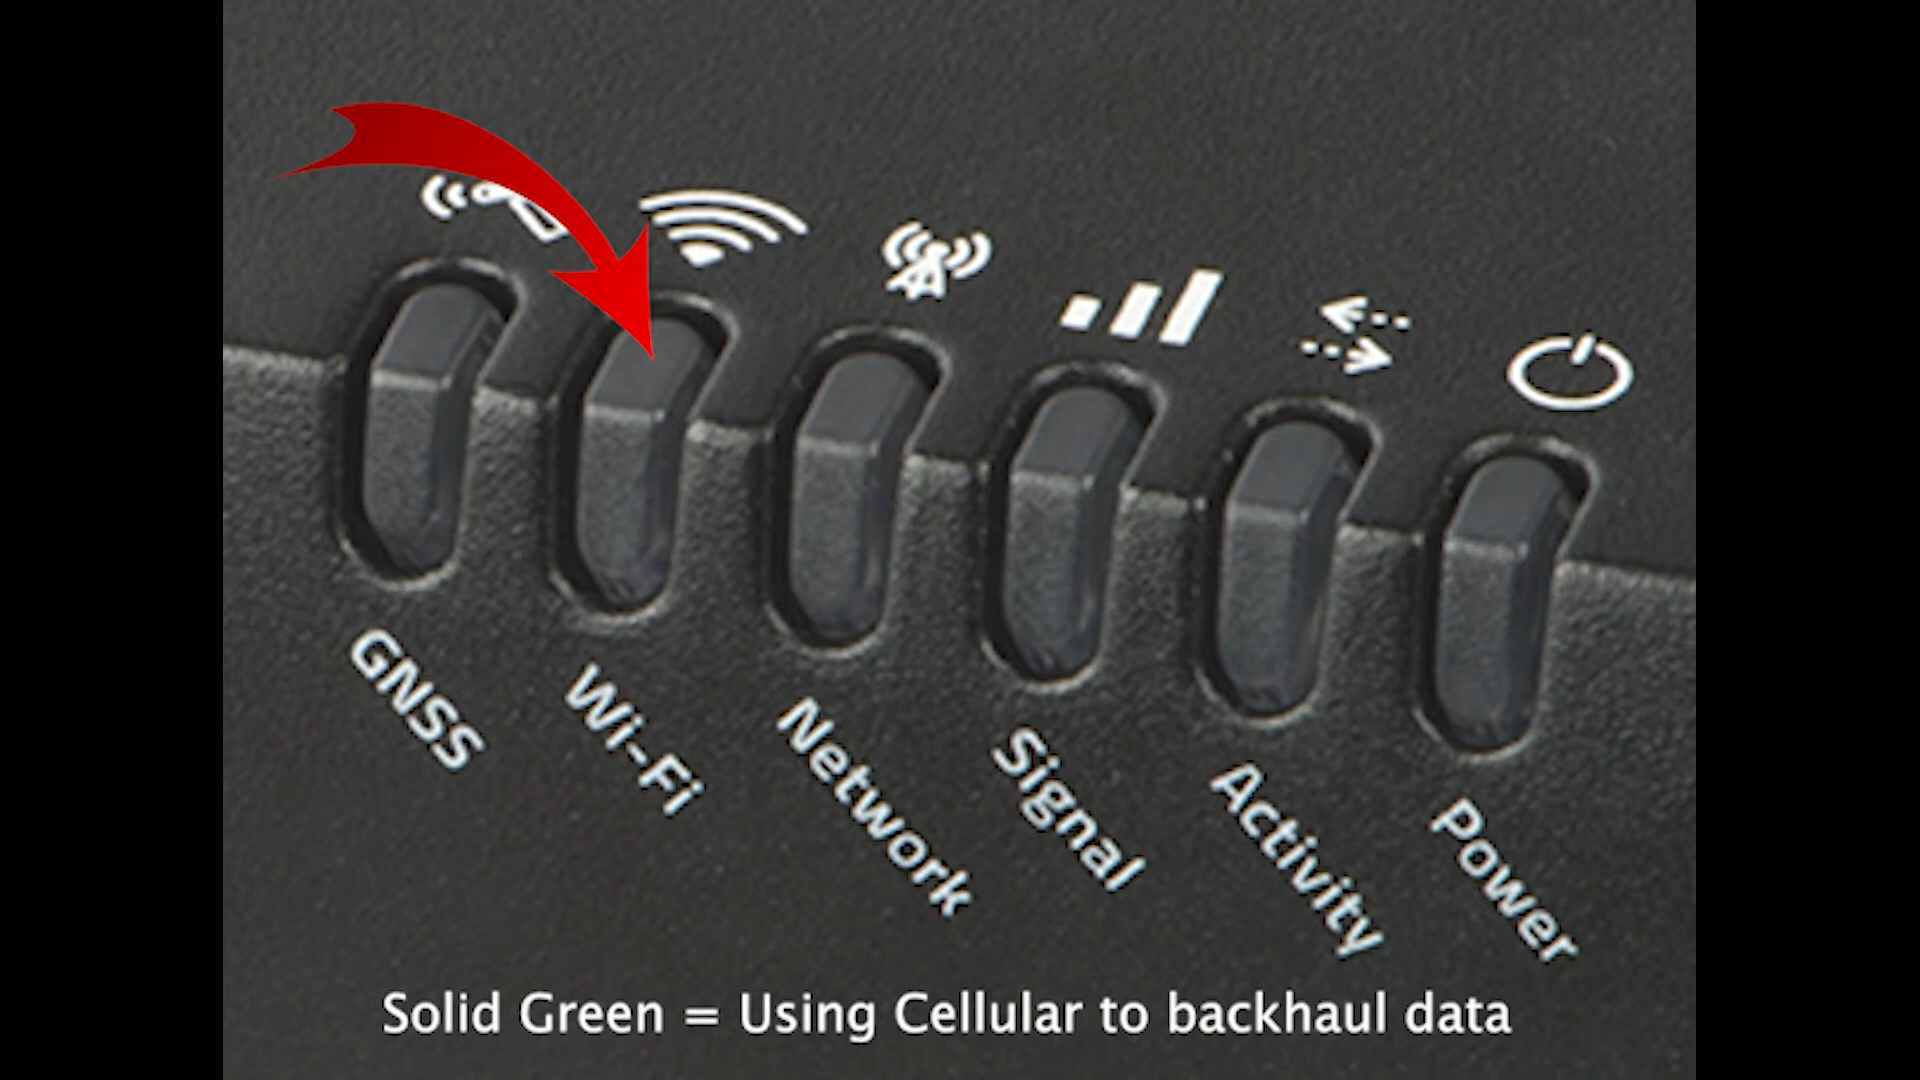 GNSS
Wi-Fi
Network
Signal
Activity
Power
Solid Green = Using Cellular to backhaul data